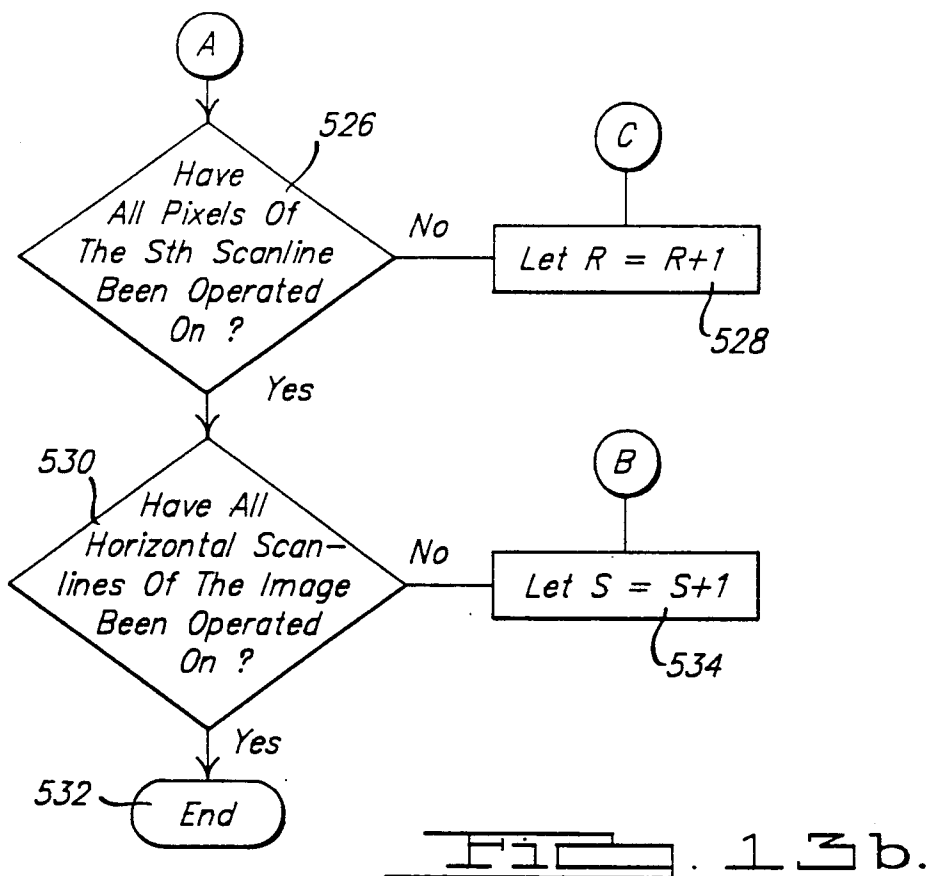 A
526
Have
All Pixels Of
The Sth Scanline
Been Operated
On ?
No
C
Let R = R+1
528
Yes
530
Have All
Horizontal Scan-
lines Of The Image
Been Operated
On ?
No
B
Let S = S+1
534
Yes
532
End
Fig. 13b.